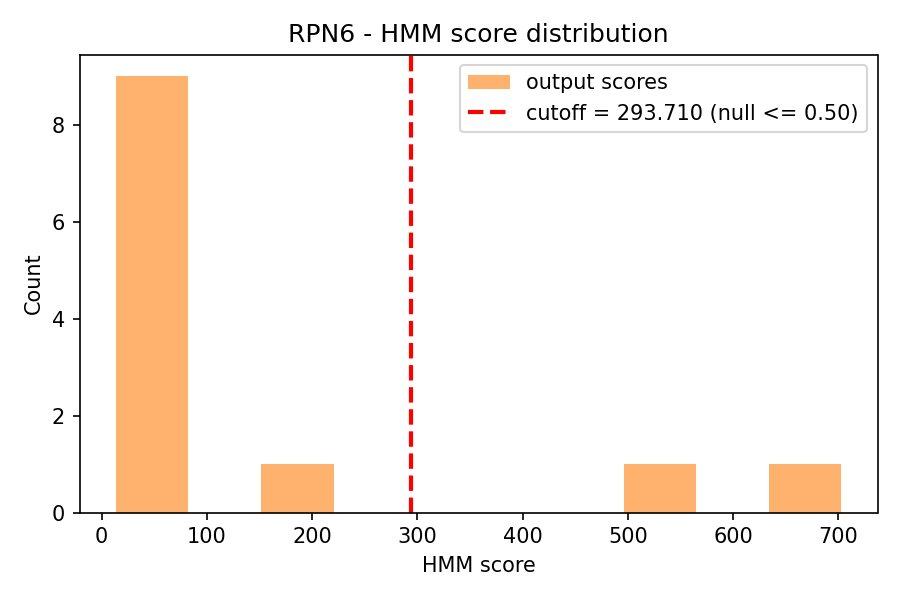 RPN6 - HMM score distribution
output scores
cutoff = 293.710 (null <= 0.50)
Count
8
6
4
2
0
0 100 200 300 400 500 600 700
HMM score